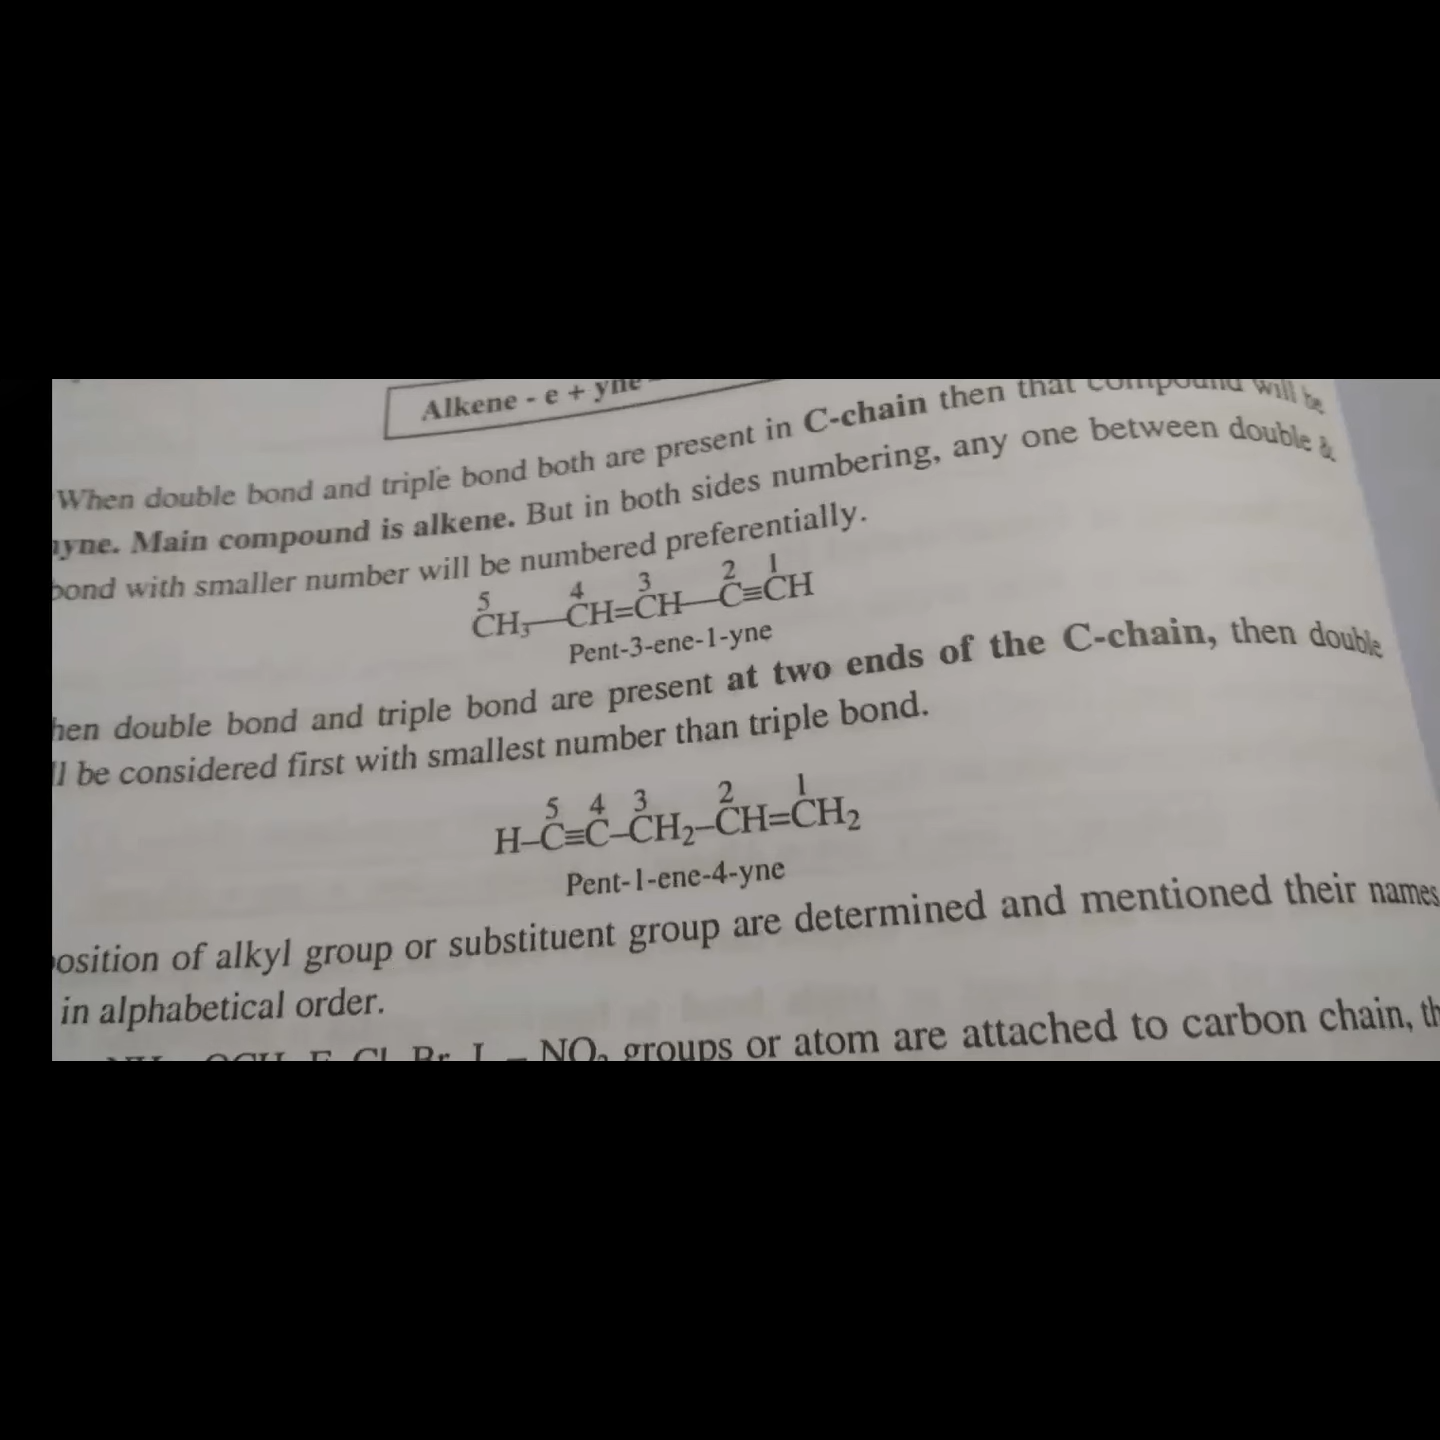 Alkene - e + yne
When double bond and triple bond both are present in C-chain then that compound will be
nyne. Main compound is alkene. But in both sides numbering, any one between double &
bond with smaller number will be numbered preferentially.
5 4 3 2 1
CH₃—CH=CH—C≡CH
Pent-3-ene-1-yne
hen double bond and triple bond are present at two ends of the C-chain, then double
ll be considered first with smallest number than triple bond.
5 4 3 2 1
H–C≡C–CH₂–CH=CH₂
Pent-1-ene-4-yne
osition of alkyl group or substituent group are determined and mentioned their names
in alphabetical order.
F, Cl, Br, I, – NO₂ groups or atom are attached to carbon chain, th